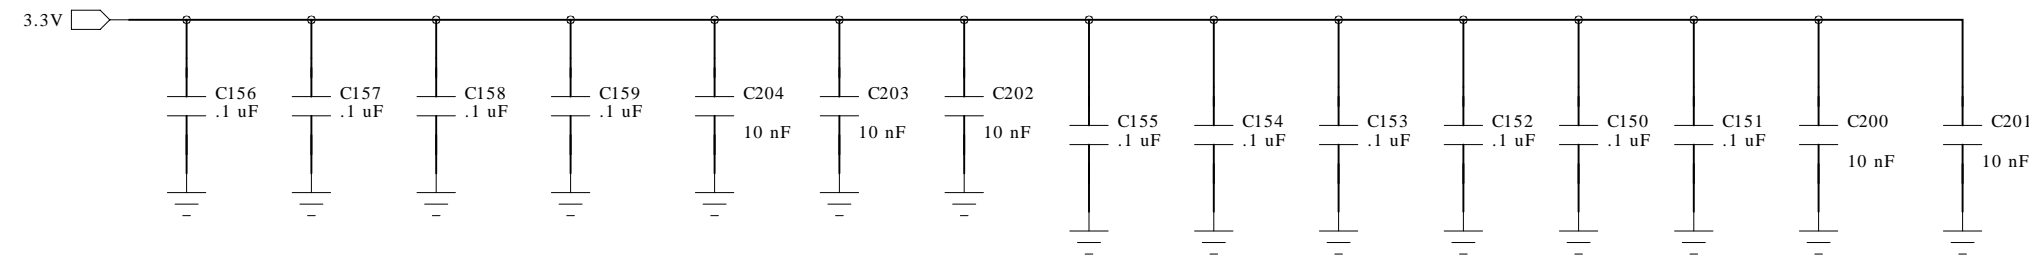 3.3V
C156
.1 uF
C157
.1 uF
C158
.1 uF
C159
.1 uF
C204
10 nF
C203
10 nF
C202
10 nF
C155
.1 uF
C154
.1 uF
C153
.1 uF
C152
.1 uF
C150
.1 uF
C151
.1 uF
C200
10 nF
C201
10 nF